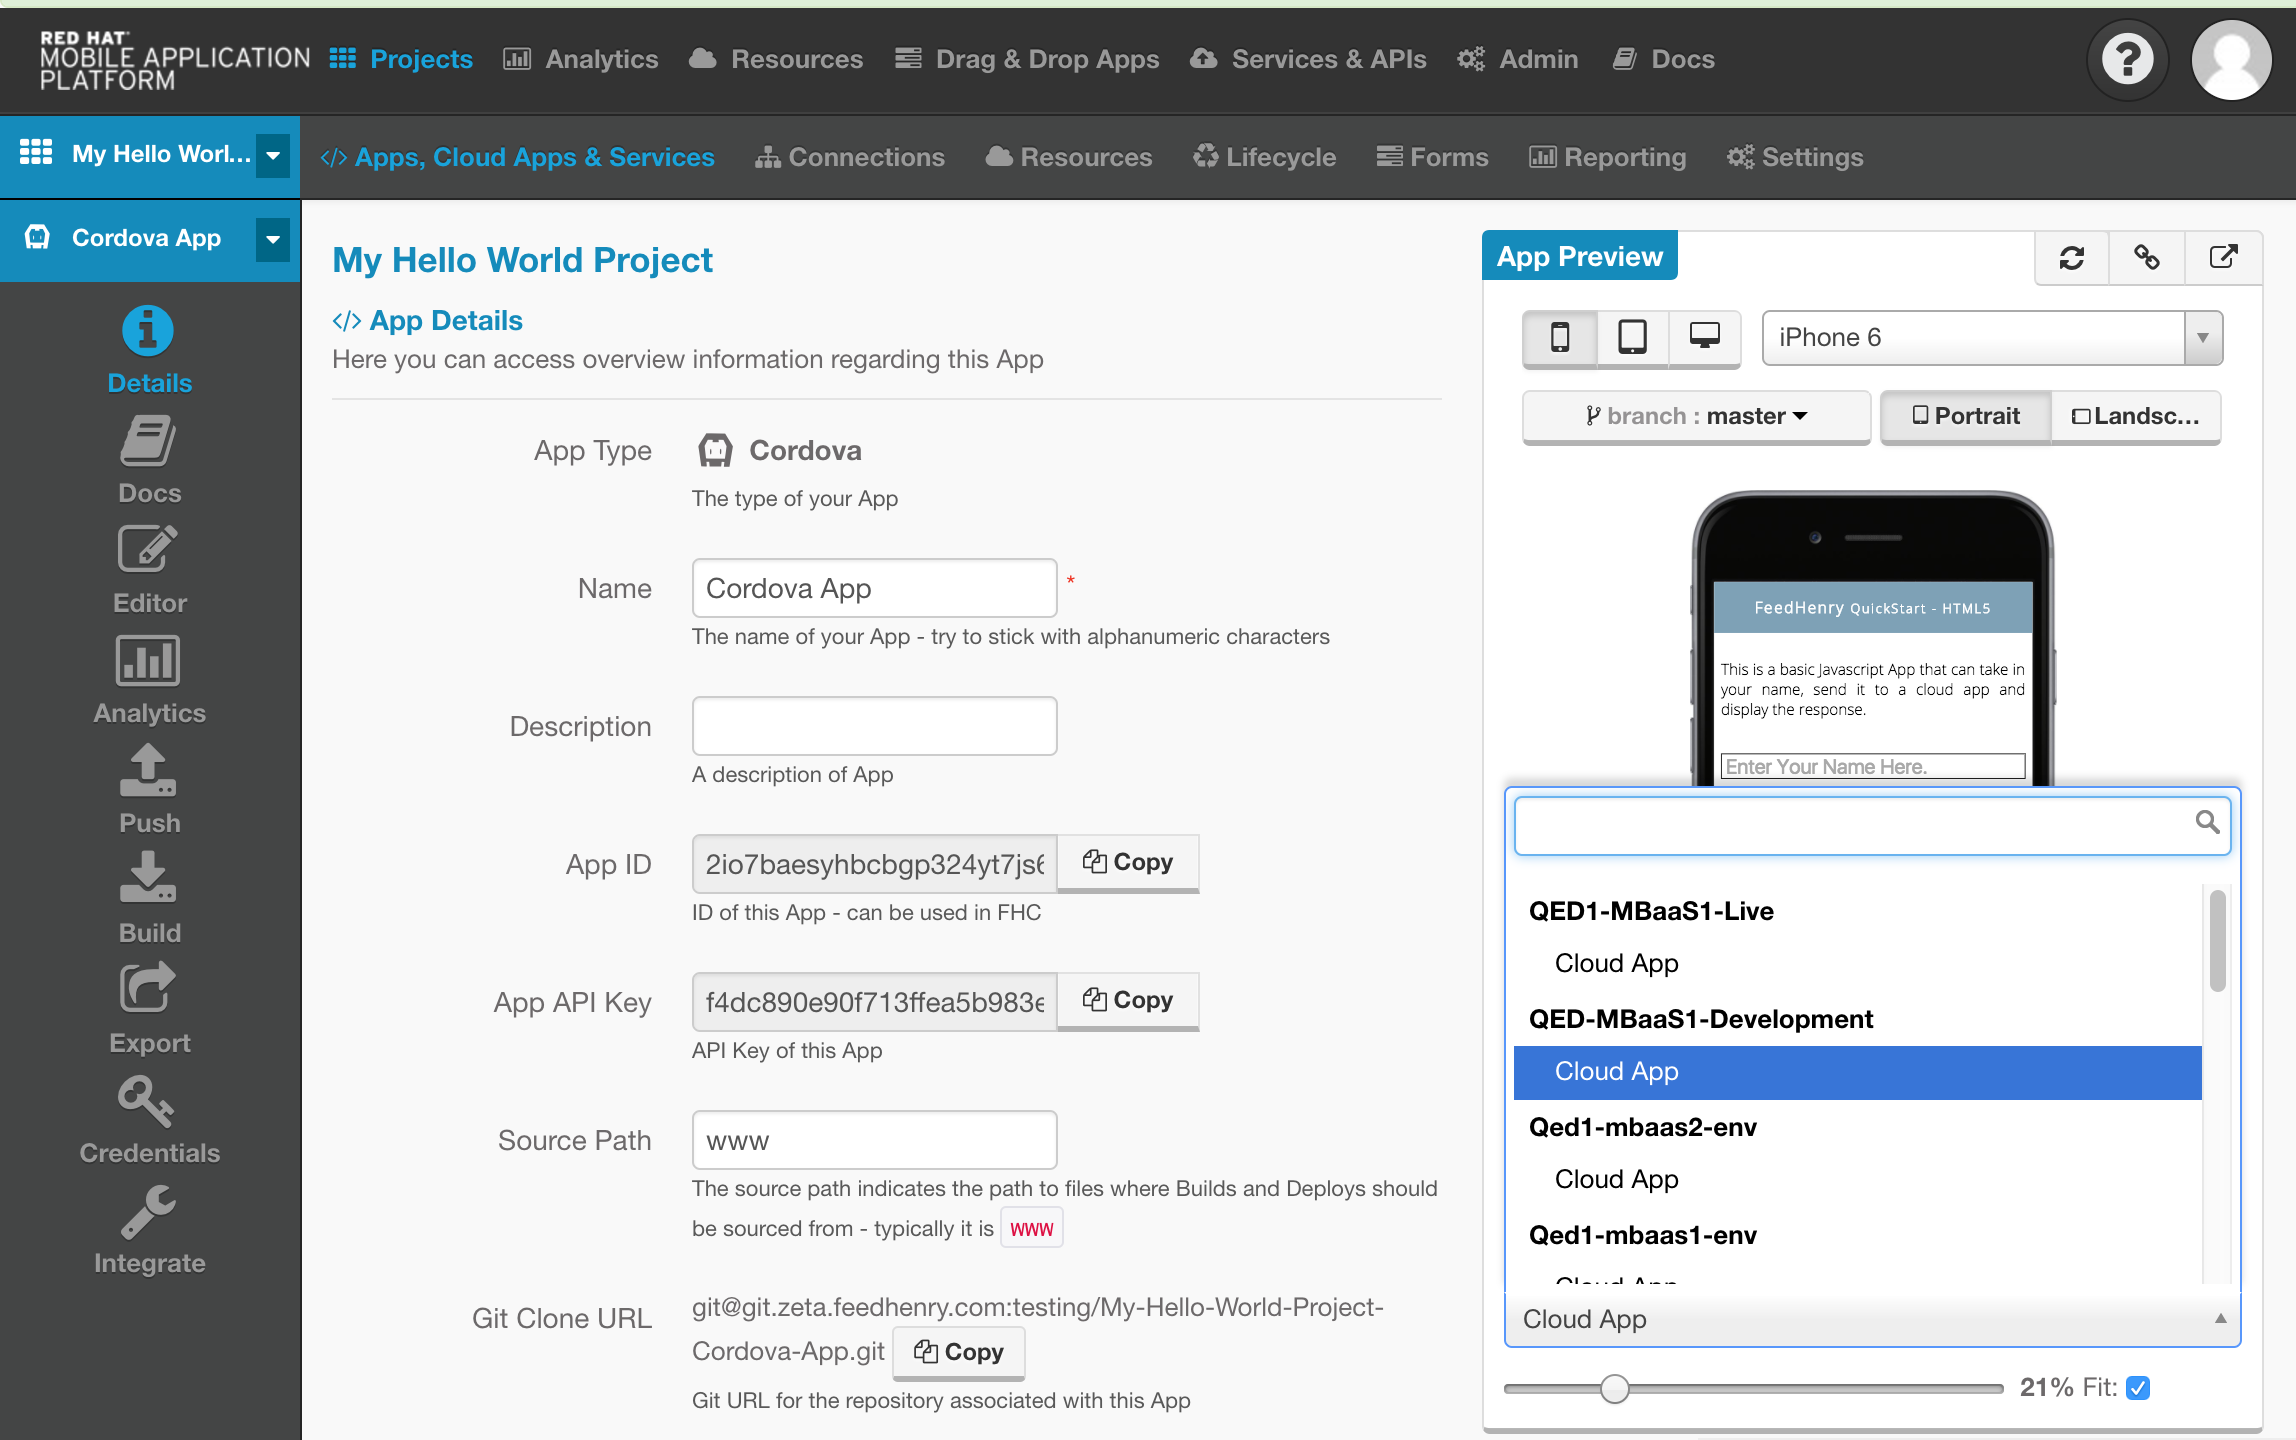 RED HAT
MOBILE APPLICATION
PLATFORM
Projects
Analytics
Resources
Drag & Drop Apps
Services & APIs
Admin
Docs
My Hello Worl...
Apps, Cloud Apps & Services
Connections
Resources
Lifecycle
Forms
Reporting
Settings
Cordova App
Details
Docs
Editor
Analytics
Push
Build
Export
Credentials
Integrate
My Hello World Project
</> App Details
Here you can access overview information regarding this App
App Type
Cordova
The type of your App
Name
Cordova App
*
The name of your App - try to stick with alphanumeric characters
Description
A description of App
App ID
2io7baesyhbcbgp324yt7js6
Copy
ID of this App - can be used in FHC
App API Key
f4dc890e90f713ffea5b983e
Copy
API Key of this App
Source Path
www
The source path indicates the path to files where Builds and Deploys should
be sourced from - typically it is www
Git Clone URL
git@git.zeta.feedhenry.com:testing/My-Hello-World-Project-
Cordova-App.git
Copy
Git URL for the repository associated with this App
App Preview
iPhone 6
branch : master
Portrait
Landsc...
FeedHenry QuickStart - HTML5
This is a basic Javascript App that can take in
your name, send it to a cloud app and
display the response.
Enter Your Name Here.
QED1-MBaaS1-Live
Cloud App
QED-MBaaS1-Development
Cloud App
Qed1-mbaas2-env
Cloud App
Qed1-mbaas1-env
Cloud App
Cloud App
21% Fit: